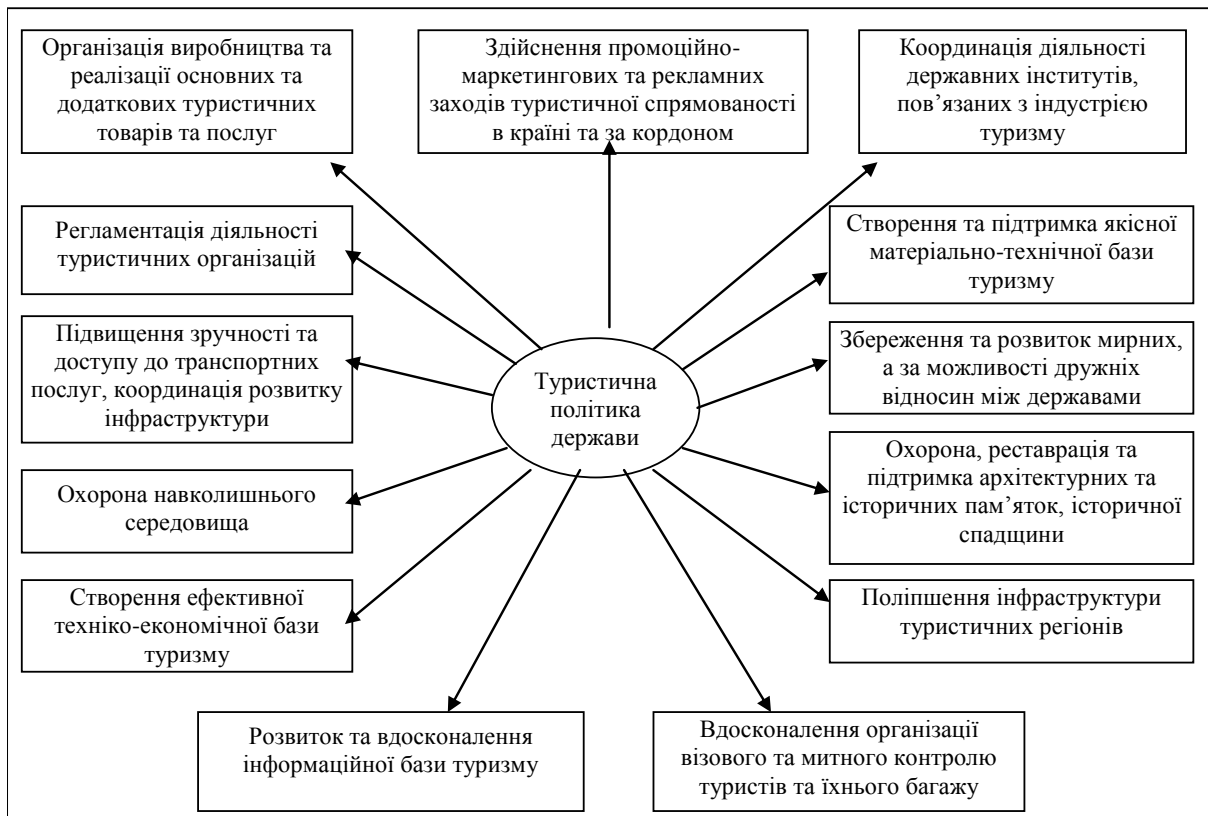 Організація виробництва та
реалізації основних та
додаткових туристичних
товарів та послуг
Здійснення промоційно-
маркетингових та рекламних
заходів туристичної спрямованості
в країні та за кордоном
Координація діяльності
державних інститутів,
пов’язаних з індустрією
туризму
Регламентація діяльності
туристичних організацій
Створення та підтримка якісної
матеріально-технічної бази
туризму
Підвищення зручності та
доступу до транспортних
послуг, координація розвитку
інфраструктури
Туристична
політика
держави
Збереження та розвиток мирних,
а за можливості дружніх
відносин між державами
Охорона навколишнього
середовища
Охорона, реставрація та
підтримка архітектурних та
історичних пам’яток, історичної
спадщини
Створення ефективної
техніко-економічної бази
туризму
Поліпшення інфраструктури
туристичних регіонів
Розвиток та вдосконалення
інформаційної бази туризму
Вдосконалення організації
візового та митного контролю
туристів та їхнього багажу